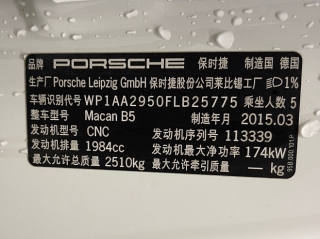 品牌 PORSCHE 保时捷 制造国 德国
生产厂 Porsche Leipzig GmbH 保时捷股份公司莱比锡工厂 1%
车辆识别代号 WP1AA2950FLB25775 乘坐人数 5
整车型号 Macan B5 制造年月 2015.03
发动机型号 CNC 发动机序列号 113339
发动机排量 1984cc 发动机最大净功率 174kW
最大允许总质量 2510kg 最大允许牵引质量 — kg